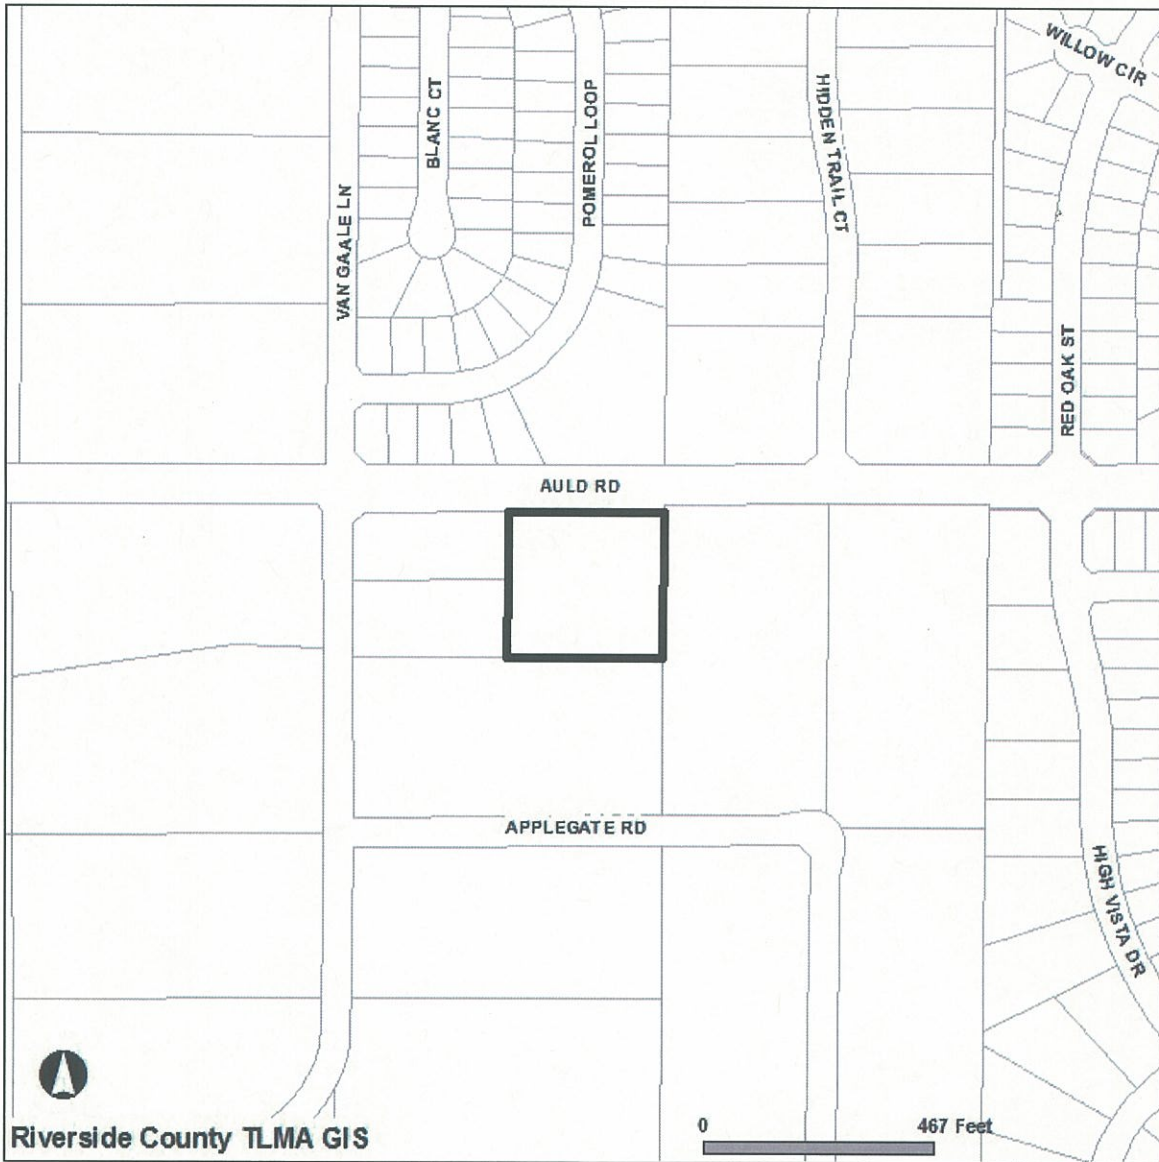 WILLOW CIR
BLANC CT
POMEROL LOOP
HIDDEN TRAIL CT
VAN GAALE LN
RED OAK ST
AULD RD
APPLEGATE RD
HIGH VISTA DR
Riverside County TLMA GIS
0 467 Feet